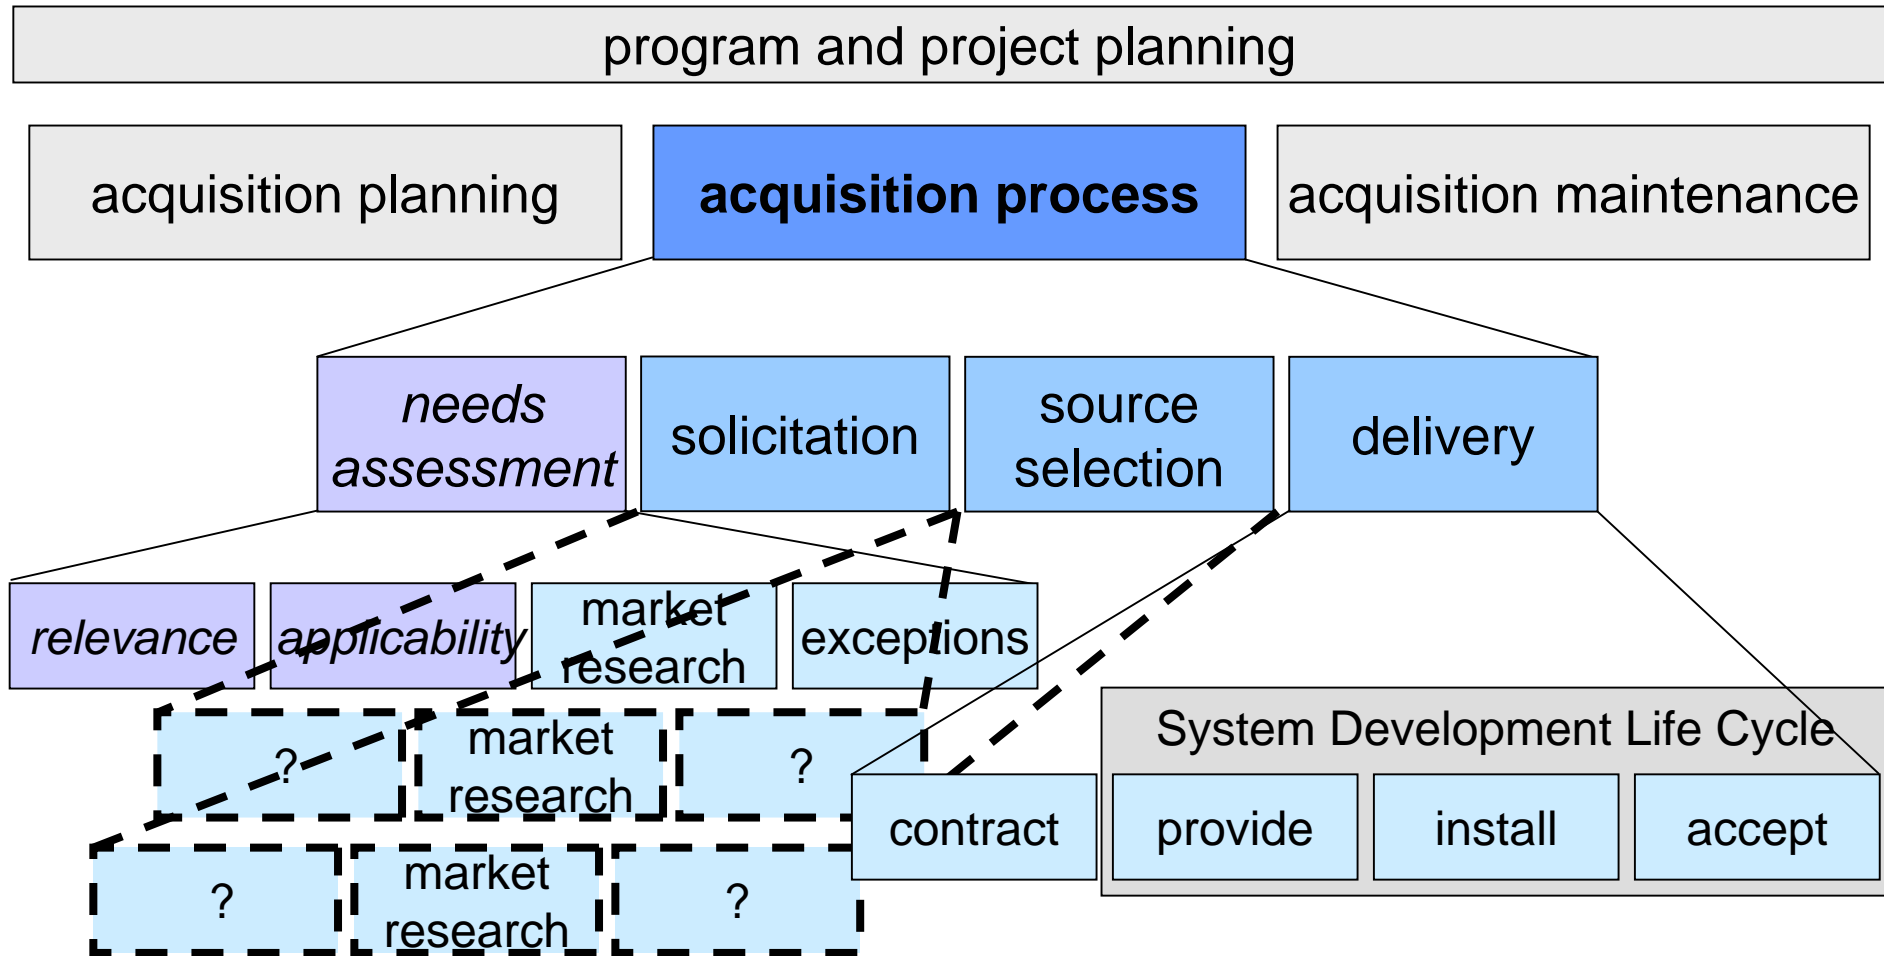 program and project planning
acquisition planning
acquisition process
acquisition maintenance
needs
assessment
solicitation
source
selection
delivery
relevance
applicability
market
research
exceptions
?
market
research
?
System Development Life Cycle
contract
provide
install
accept
?
market
research
?